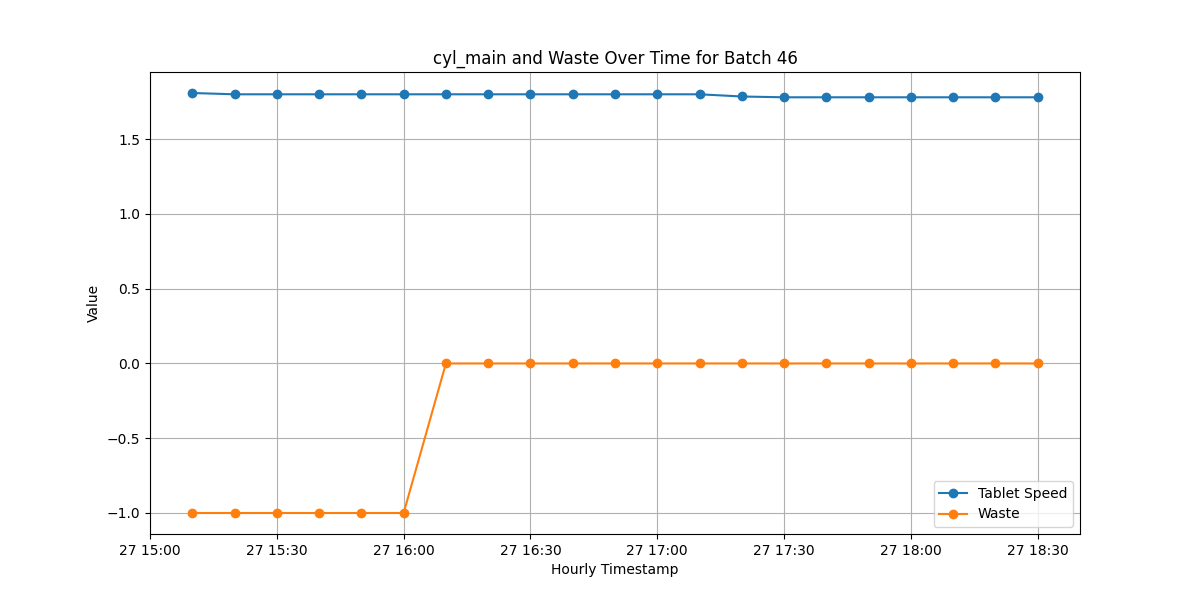 cyl_main and Waste Over Time for Batch 46
Value
1.5
1.0
0.5
0.0
−0.5
−1.0
Tablet Speed
Waste
27 15:00 27 15:30 27 16:00 27 16:30 27 17:00 27 17:30 27 18:00 27 18:30
Hourly Timestamp